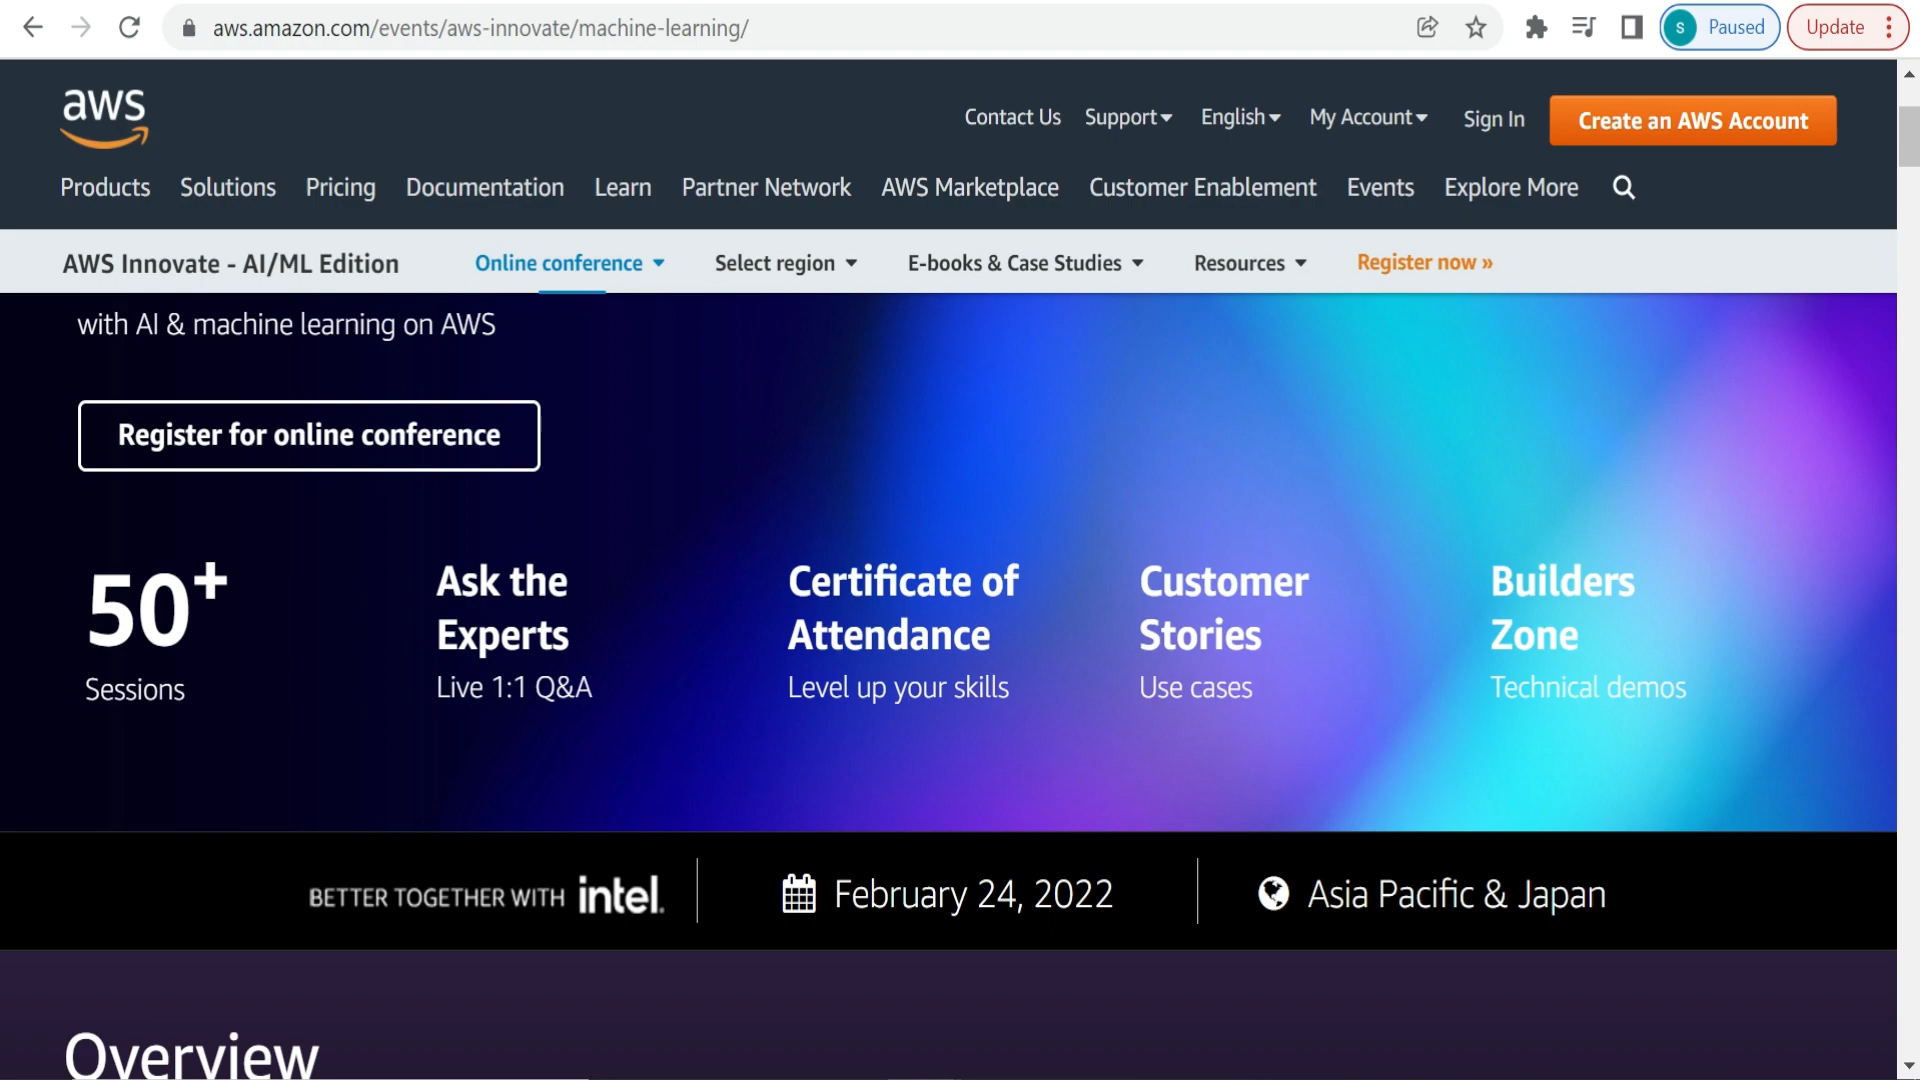 aws.amazon.com/events/aws-innovate/machine-learning/
S
Paused
Update
aws
Contact Us Support English My Account Sign In Create an AWS Account
Products Solutions Pricing Documentation Learn Partner Network AWS Marketplace Customer Enablement Events Explore More
AWS Innovate - AI/ML Edition Online conference Select region E-books & Case Studies Resources Register now »
with AI & machine learning on AWS
Register for online conference
50+
Sessions
Ask the
Experts
Live 1:1 Q&A
Certificate of
Attendance
Level up your skills
Customer
Stories
Use cases
Builders
Zone
Technical demos
BETTER TOGETHER WITH intel.
February 24, 2022
Asia Pacific & Japan
Overview